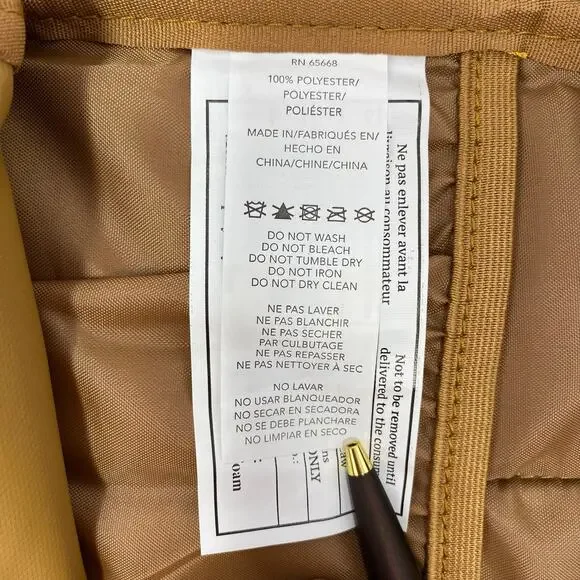 RN 65668
100% POLYESTER/
POLYESTER/
POLIÉSTER
MADE IN/FABRIQUÉS EN/
HECHO EN
CHINA/CHINE/CHINA
DO NOT WASH
DO NOT BLEACH
DO NOT TUMBLE DRY
DO NOT IRON
DO NOT DRY CLEAN
NE PAS LAVER
NE PAS BLANCHIR
NE PAS SECHER
PAR CULBUTAGE
NE PAS REPASSER
NE PAS NETTOYER À SEC
NO LAVAR
NO USAR BLANQUEADOR
NO SECAR EN SECADORA
NO SE DEBE PLANCHARE
NO LIMPIAR EN SECO
Ne pas enlever avant la
livraison au consommateur
Not to be removed until
delivered to the
ONLY